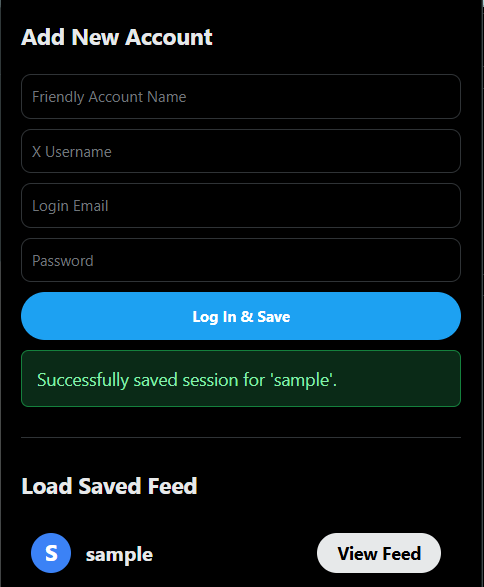 Add New Account
Friendly Account Name
X Username
Login Email
Password
Log In & Save
Successfully saved session for 'sample'.
Load Saved Feed
S sample View Feed